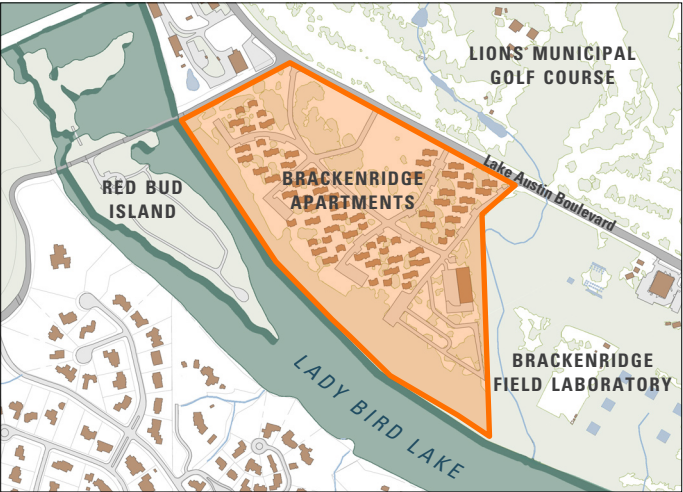 LIONS MUNICIPAL
GOLF COURSE
Lake Austin Boulevard
BRACKENRIDGE
APARTMENTS
RED BUD
ISLAND
BRACKENRIDGE
FIELD LABORATORY
LADY BIRD LAKE